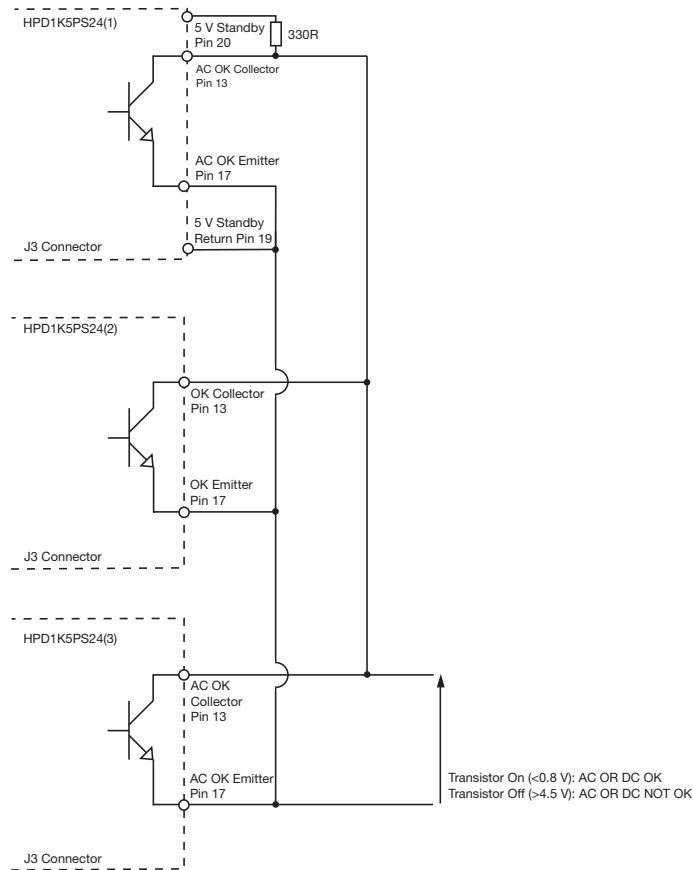 HPD1K5PS24(1)
5 V Standby
Pin 20
330R
AC OK Collector
Pin 13
AC OK Emitter
Pin 17
5 V Standby
Return Pin 19
J3 Connector
HPD1K5PS24(2)
OK Collector
Pin 13
OK Emitter
Pin 17
J3 Connector
HPD1K5PS24(3)
AC OK
Collector
Pin 13
AC OK Emitter
Pin 17
Transistor On (<0.8 V): AC OR DC OK
Transistor Off (>4.5 V): AC OR DC NOT OK
J3 Connector